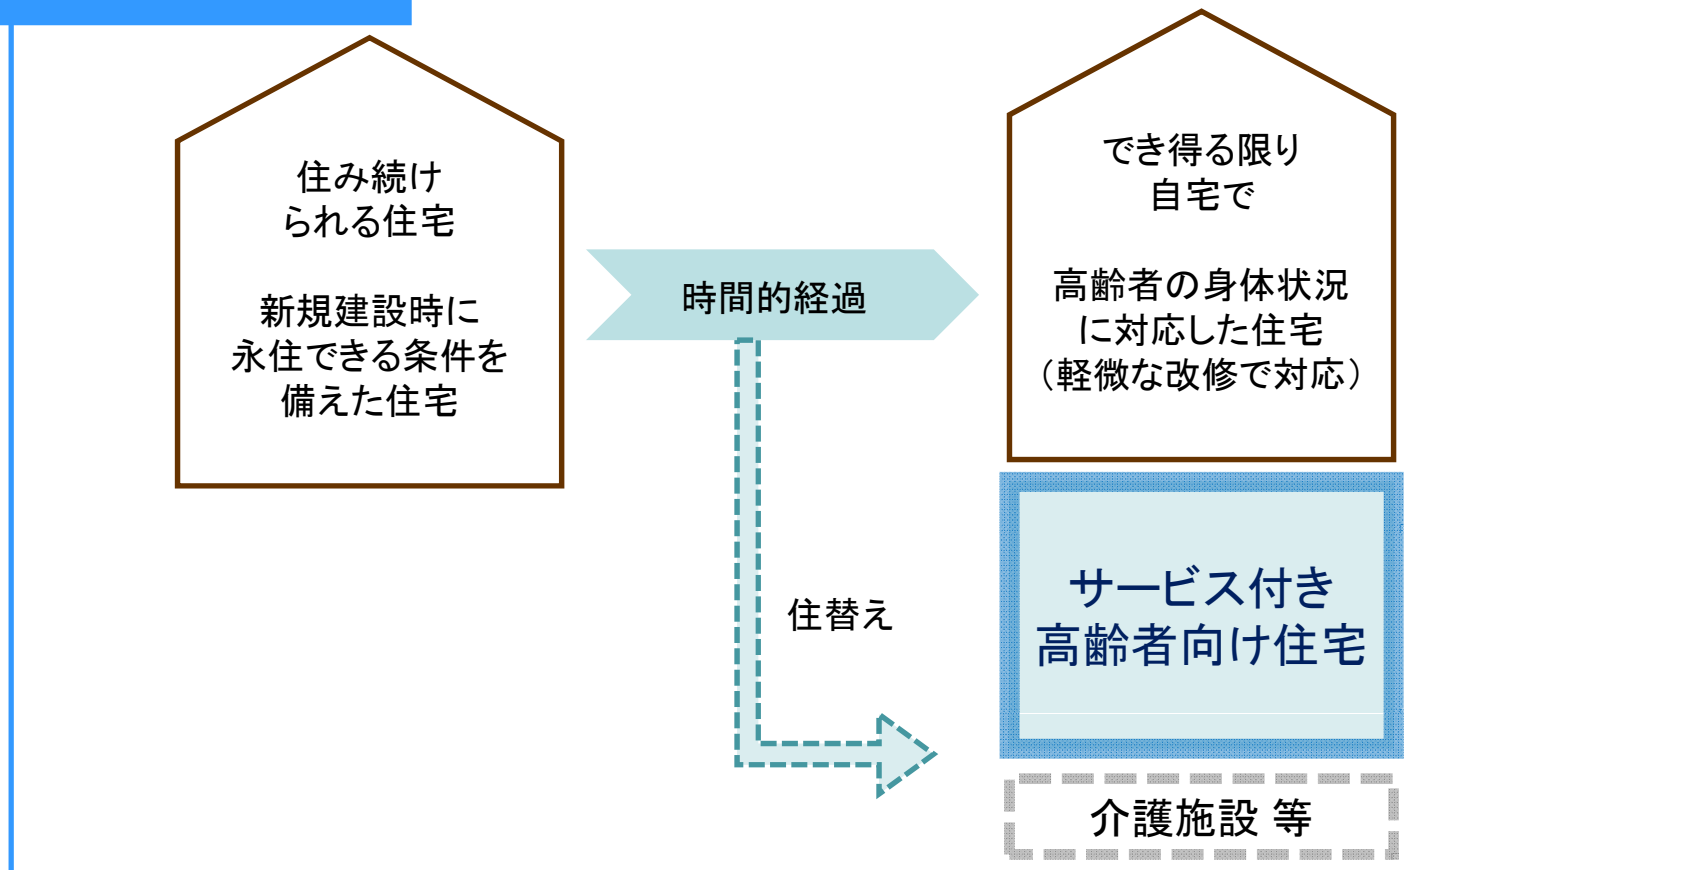 住み続け
られる住宅
新規建設時に
永住できる条件を
備えた住宅
時間的経過
住替え
でき得る限り
自宅で
高齢者の身体状況
に対応した住宅
（軽微な改修で対応）
サービス付き
高齢者向け住宅
介護施設 等